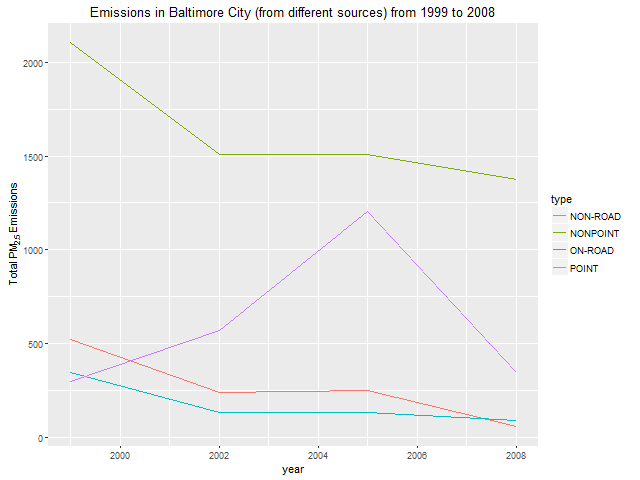 Emissions in Baltimore City (from different sources) from 1999 to 2008
2000
1500
1000
500
0
Total PM2.5 Emissions
2000
2002
2004
2006
2008
year
type
NON-ROAD
NONPOINT
ON-ROAD
POINT